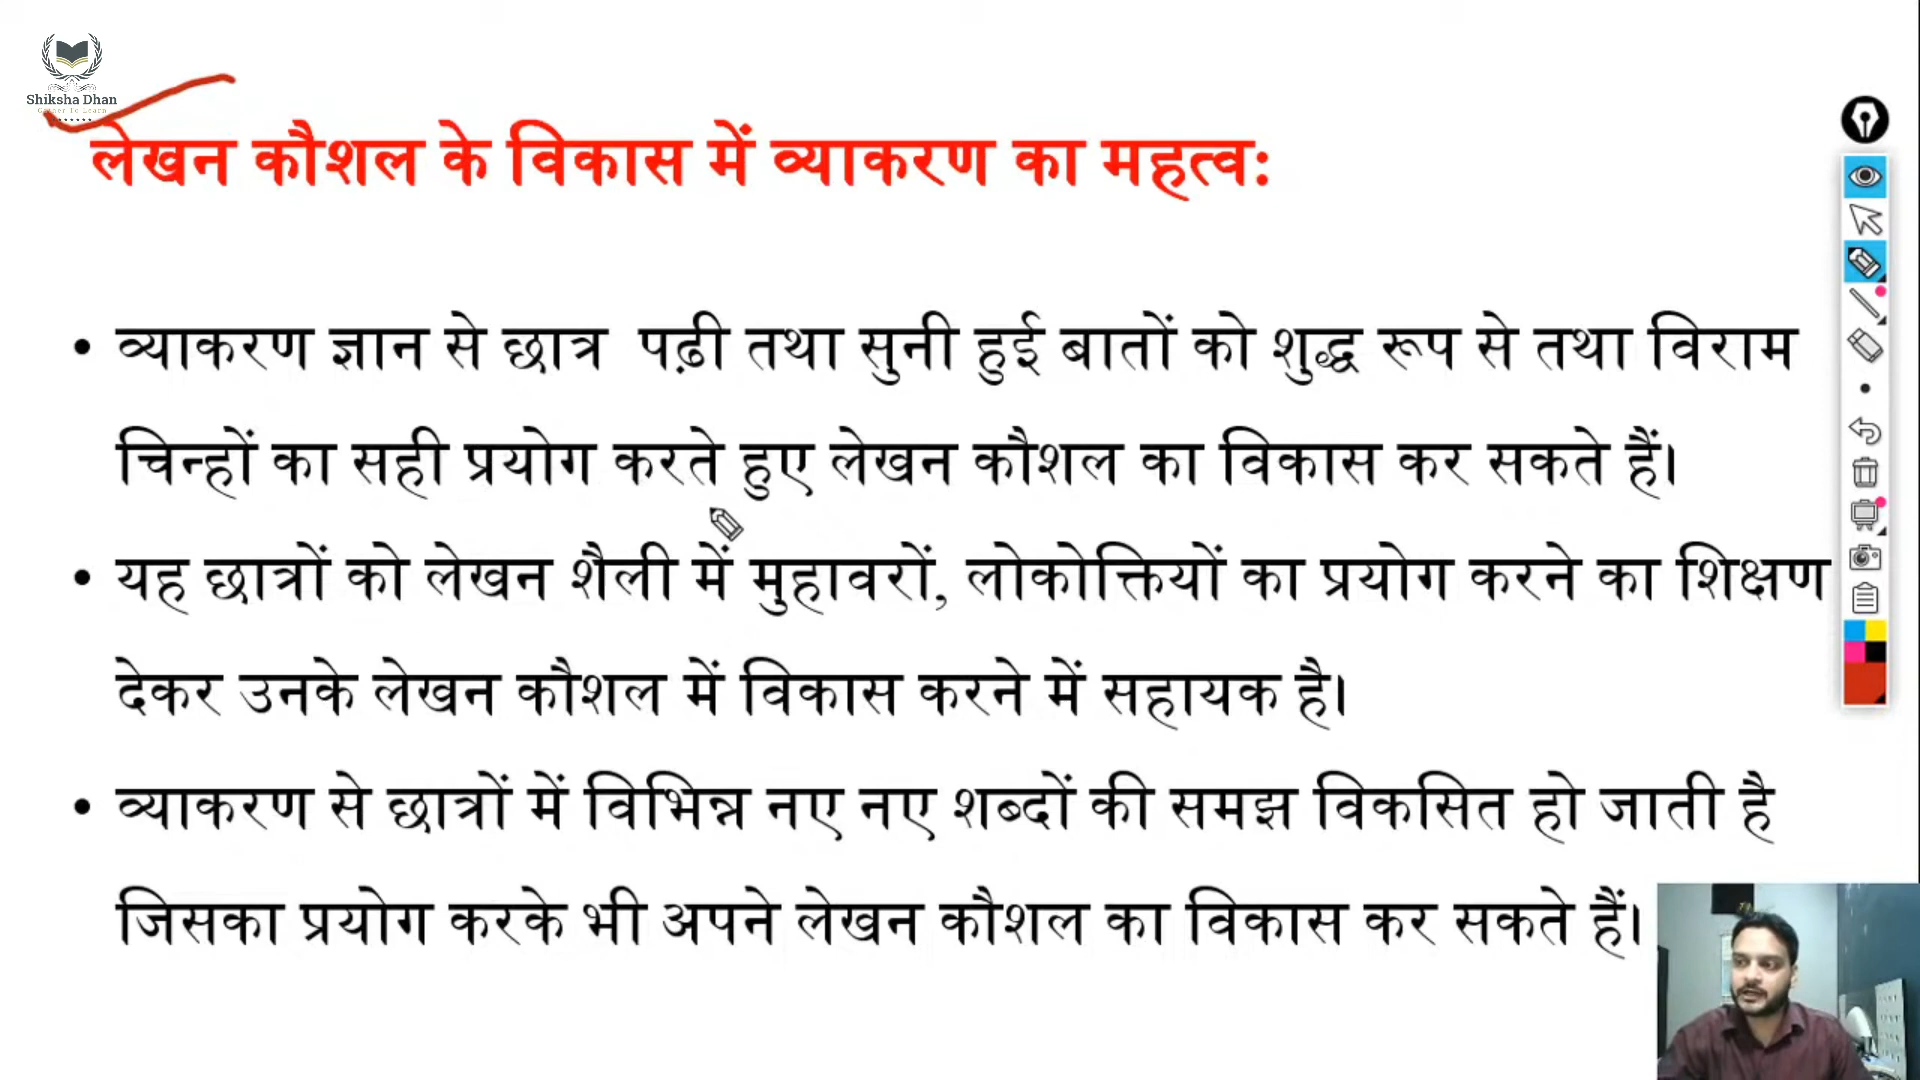 Shiksha Dhan
लेखन कौशल के विकास में व्याकरण का महत्व:
• व्याकरण ज्ञान से छात्र पढ़ी तथा सुनी हुई बातों को शुद्ध रूप से तथा विराम
चिन्हों का सही प्रयोग करते हुए लेखन कौशल का विकास कर सकते हैं।
• यह छात्रों को लेखन शैली में मुहावरों, लोकोक्तियों का प्रयोग करने का शिक्षण
देकर उनके लेखन कौशल में विकास करने में सहायक है।
• व्याकरण से छात्रों में विभिन्न नए नए शब्दों की समझ विकसित हो जाती है
जिसका प्रयोग करके भी अपने लेखन कौशल का विकास कर सकते हैं।